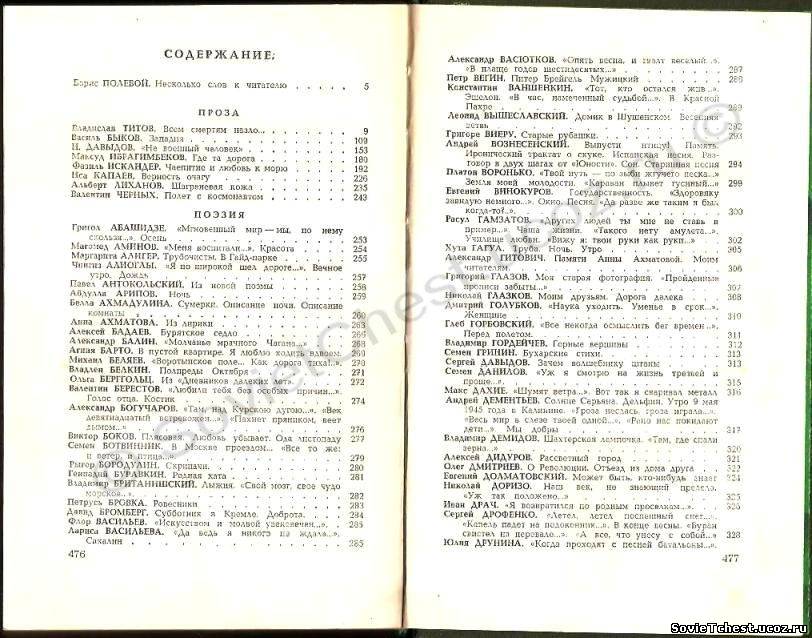 СОДЕРЖАНИЕ:
Борис ПОЛЕВОЙ. Несколько слов к читателю . . . . . 5
ПРОЗА
Владислав ТИТОВ. Всем смертям назло... 9
Василь БЫКОВ. Западня 109
Н. ДАВЫДОВ. «Не военный человек» 153
Максуд ИБРАГИМБЕКОВ. Где та дорога 180
Фазиль ИСКАНДЕР. Чаепитие и любовь к морю 192
Иса КАПАЕВ. Верность очагу 226
Альберт ЛИХАНОВ. Шагреневая кожа 235
Валентин ЧЕРНЫХ. Полет с космонавтом 243
ПОЭЗИЯ
Григол АБАШИДЗЕ. «Мгновенный мир—мы, по нему
скользя...». Осень 253
Магомед АМИНОВ. «Меня воспитали...». Красота 254
Маргарита АЛИГЕР. Трубочисты. В Гайд-парке 255
Чингиз АЛИОГЛЫ. «Я по широкой шел дороге...». Вечное
утро. Дождь 257
Павел АНТОКОЛЬСКИЙ. Из новой поэмы 258
Абдулла АРИПОВ. Ночь 259
Белла АХМАДУЛИНА. Сумерки. Описание ночи. Описание
комнаты 260
Анна АХМАТОВА. Из лирики
Алексей БАДАЕВ. Бурятское седло
Александр БАЛИН. «Молчанье мрачного Чагана...»
Агния БАРТО. В пустой квартире. Я люблю ходить вдвоем 269
Михаил БЕЛЯЕВ. «Воротынское поле... Как дорога така!..» 270
Владлен БЕЛКИН. Полпреды Октября 271
Ольга БЕРГГОЛЬЦ. Из «Дневников далеких лет» 272
Валентин БЕРЕСТОВ. «Любили тебя без особых причин...».
Голос отца. Костик 274
Александр БОГУЧАРОВ. «Там, над Курскою дугою...». «Век
девятнадцатый встревожен...». «Пахнет пряником, веет
дымом...» 276
Виктор БОКОВ. Плясовая. Любовь убывает. Ода листопаду 277
Семен БОТВИННИК. В Москве проездом... «Все то же:
и ветер, и птица...» 279
Рыгор БОРОДУЛИН. Скрипачи 280
Геннадий БУРАВКИН. Родная хата 281
Владимир БРИТАНИШСКИЙ. Лыжня. «Свой мозг, свое чудо
морское...» 282
Петрусь БРОВКА. Ровесники 283
Давид БРОМБЕРГ. Субботник в Кремле. Доброта 284
Флор ВАСИЛЬЕВ. «Искусством и молвой увековечен...» 285
Лариса ВАСИЛЬЕВА. «Да ведь я никого не ждала...».
Сахалин 285
476
Александр ВАСЮТКОВ. «Опять весна, и гвалт веселый
«В плаще годов шестидесятых...» 287
Петр ВЕГИН. Питер Брейгель Мужицкий 288
Константин ВАНШЕНКИН. «Тот, кто остался жив...».
Эшелон. «В час, намеченный судьбой...». В Красной
Пахре 289
Леонид ВЫШЕСЛАВСКИЙ. Домик в Шушенском. Весенняя
ветвь 292
Григоре ВИЕРУ. Старые рубашки 293
Андрей ВОЗНЕСЕНСКИЙ. Выпусти птицу! Память.
Иронический трактат о скуке. Испанская песня. Раз-
говор в двух шагах от «Юности». Сон. Старинная песня 294
Платон ВОРОНЬКО. «Твой путь — по зыби жгучего песка...»
Земля моей молодости. «Караван плывет гусиный...» 299
Евгений ВИНОКУРОВ. Государственность. «Здоровяку
завидую немного...». Окно. Песня. «Да разве же таким я был
когда-то?..» 300
Расул ГАМЗАТОВ. «Других людей ты мне не ставь в
пример...». Чаша жизни. «Такого нету амулета...».
Училище любви. «Вижу я: твои руки как руки...» 302
Хута ГАГУА. Труба. Ночь. Утро 305
Александр ГИТОВИЧ. Памяти Анны Ахматовой. Моим
читателям 306
Григорий ГЛАЗОВ. Моя старая фотография. «Пройденным
прописи забыты...» 307
Николай ГЛАЗКОВ. Моим друзьям. Дорога далека 308
Дмитрий ГОЛУБКОВ. «Наука уходить. Уменье в срок...».
Женщине 310
Глеб ГОРБОВСКИЙ. «Все некогда осмыслить бег времен...».
Перед полетом 311
Владимир ГОРДЕЙЧЕВ. Горные вершины 312
Семен ГРИНИН. Бухарские стихи 313
Сергей ДАВЫДОВ. Зачем волшебнику штаны 313
Семен ДАНИЛОВ. «Уж я смотрю на жизнь трезвей и
проще...» 315
Макс ДАХИЕ. «Шумят ветра...». Вот так я сваривал металл 316
Андрей ДЕМЕНТЬЕВ. Солнце Сарьяна. Дельфин. Утро 9 мая
1945 года в Калинине. «Гроза неслась, гроза играла...».
«Весь мир в слезе твоей одной...». «Рано нас покидают
дети...» Мы добры 317
Владимир ДЕМИДОВ. Шахтерская лампочка. «Там, где спали
зерна...» 320
Алексей ДИДУРОВ. Рассветный город 321
Олег ДМИТРИЕВ. О Революции. Отъезд из дома друга 322
Евгений ДОЛМАТОВСКИЙ. Может быть, кто-нибудь знает 324
Николай ДОРИЗО. Наш век, не знающий предела.
«Уж так положено...» 325
Иван ДРАЧ. «Я возвратился по родным проселкам...»
Сергей ДРОФЕНКО. «Летел, летел посланный снег...».
«Капель падет на подоконник...». В конце весны. «Буран
свистел на перевале...». «А все, что унесу с собой...» 328
Юлия ДРУНИНА. «Когда проходят с песней батальоны...».
477
SovieTchest.ucoz.ru